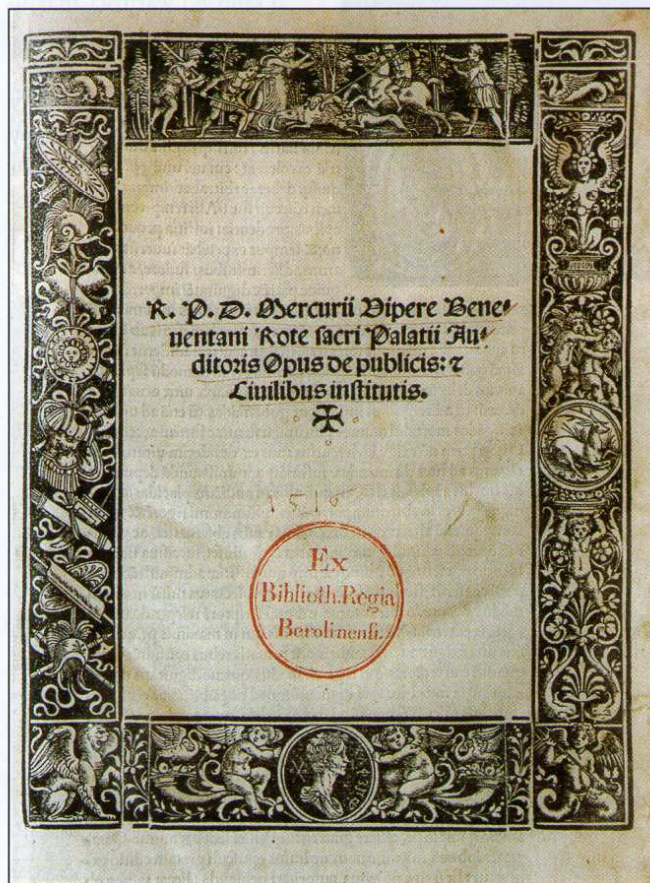 R. P. D. Mercurii Vipere Bene⸗
uentani Rote sacri Palatii Au⸗
ditoris Opus de publicis: ⁊
Ciuilibus institutis.
1516
Ex
Biblioth. Regia
Berolinensi.